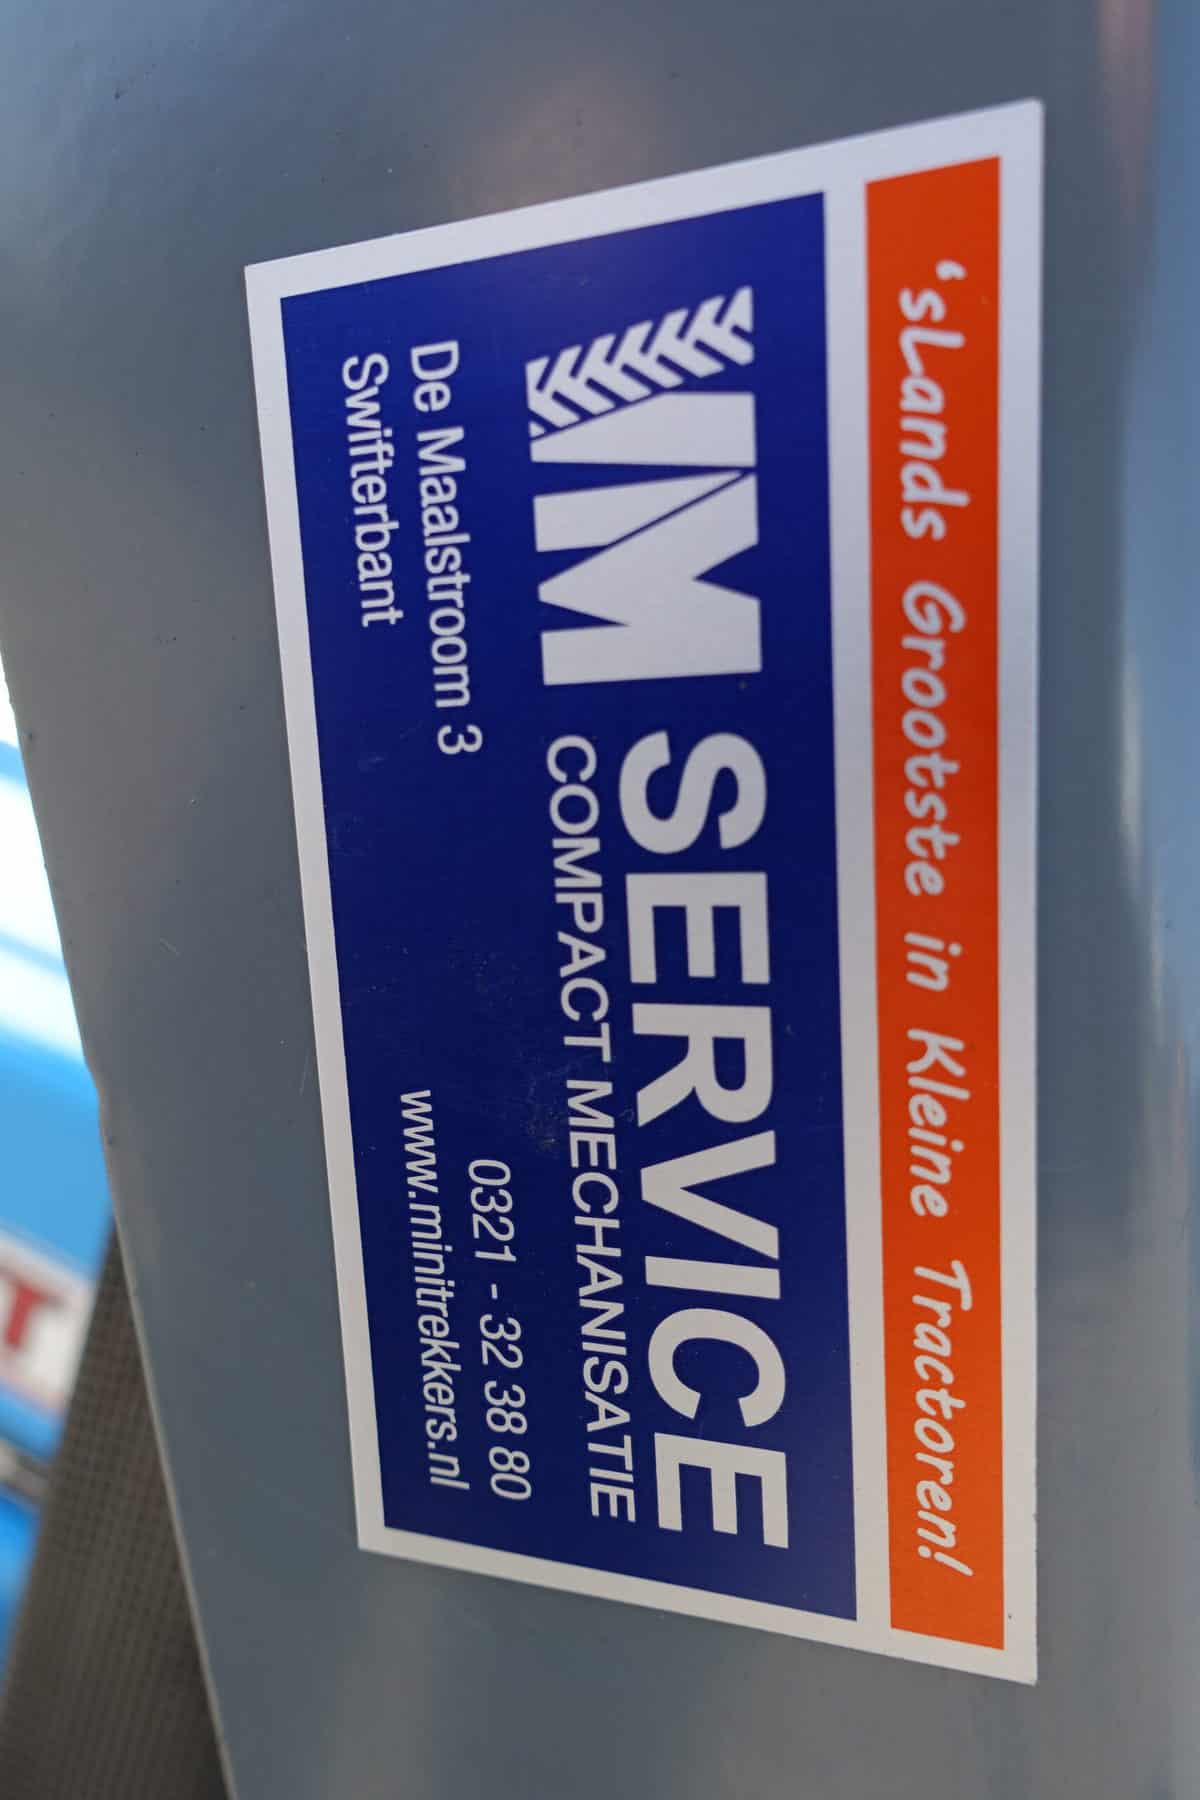 ‘sLands Grootste in Kleine Tractoren!
MM SERVICE
COMPACT MECHANISATIE
De Maalstroom 3
Swifterbant
0321 - 32 38 80
www.minitrekkers.nl
T